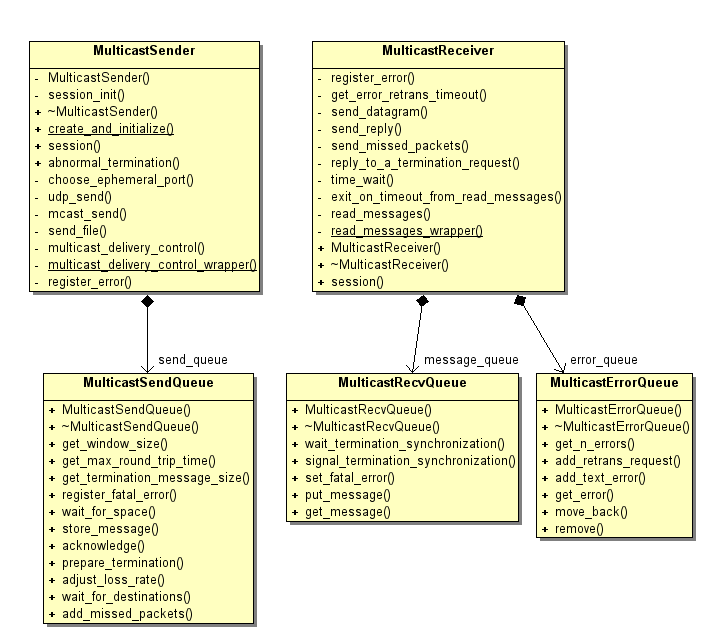 MulticastSender
- MulticastSender()
- session_init()
+ ~MulticastSender()
+ create_and_initialize()
+ session()
+ abnormal_termination()
- choose_ephemeral_port()
- udp_send()
- mcast_send()
- send_file()
- multicast_delivery_control()
- multicast_delivery_control_wrapper()
- register_error()
MulticastReceiver
- register_error()
- get_error_retrans_timeout()
- send_datagram()
- send_reply()
- send_missed_packets()
- reply_to_a_termination_request()
- time_wait()
- exit_on_timeout_from_read_messages()
- read_messages()
- read_messages_wrapper()
+ MulticastReceiver()
+ ~MulticastReceiver()
+ session()
send_queue
message_queue
error_queue
MulticastSendQueue
+ MulticastSendQueue()
+ ~MulticastSendQueue()
+ get_window_size()
+ get_max_round_trip_time()
+ get_termination_message_size()
+ register_fatal_error()
+ wait_for_space()
+ store_message()
+ acknowledge()
+ prepare_termination()
+ adjust_loss_rate()
+ wait_for_destinations()
+ add_missed_packets()
MulticastRecvQueue
+ MulticastRecvQueue()
+ ~MulticastRecvQueue()
+ wait_termination_synchronization()
+ signal_termination_synchronization()
+ set_fatal_error()
+ put_message()
+ get_message()
MulticastErrorQueue
+ MulticastErrorQueue()
+ ~MulticastErrorQueue()
+ get_n_errors()
+ add_retrans_request()
+ add_text_error()
+ get_error()
+ move_back()
+ remove()